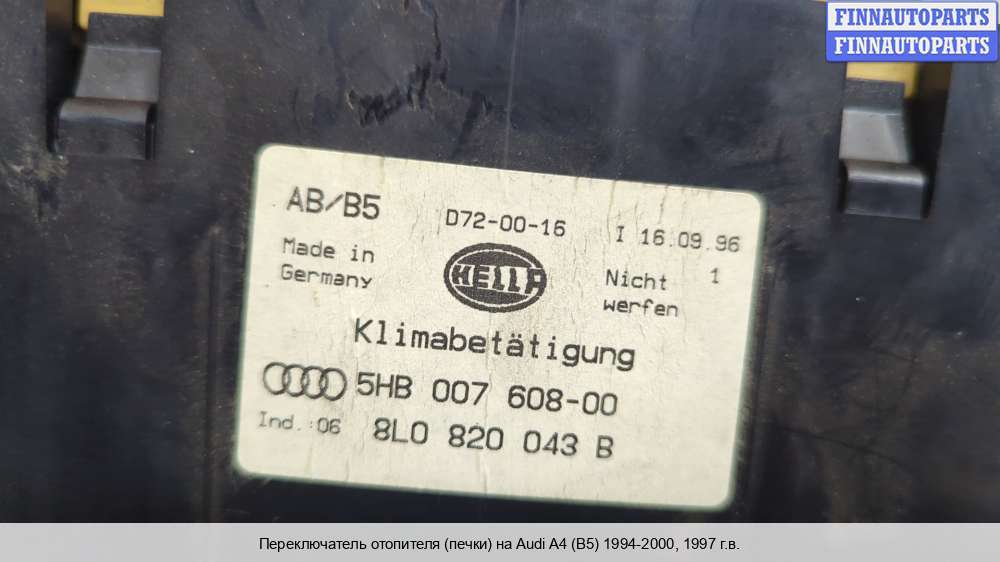 FINNAUTOPARTS
FINNAUTOPARTS
AB/B5 D72-00-16 I 16.09.96
Made in Germany
HELLA
Nicht 1
werfen
Klimabetätigung
5HB 007 608-00
Ind.:06 8L0 820 043 B
Переключатель отопителя (печки) на Audi A4 (B5) 1994-2000, 1997 г.в.